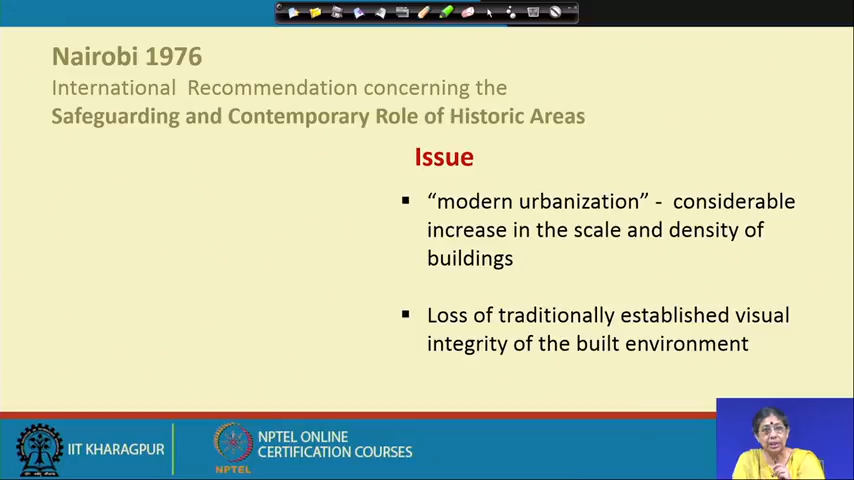 Nairobi 1976
International Recommendation concerning the
Safeguarding and Contemporary Role of Historic Areas
Issue
▪ “modern urbanization” - considerable
increase in the scale and density of
buildings
▪ Loss of traditionally established visual
integrity of the built environment
IIT KHARAGPUR
NPTEL
NPTEL ONLINE
CERTIFICATION COURSES